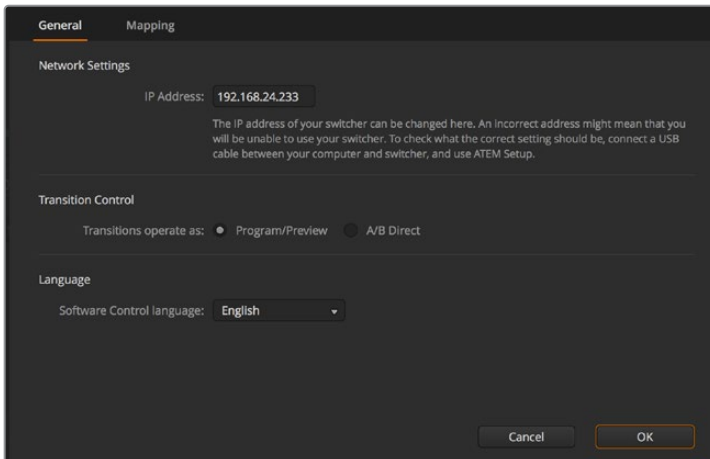 General Mapping
Network Settings
IP Address: 192.168.24.233
The IP address of your switcher can be changed here. An incorrect address might mean that you
will be unable to use your switcher. To check what the correct setting should be, connect a USB
cable between your computer and switcher, and use ATEM Setup.
Transition Control
Transitions operate as: Program/Preview A/B Direct
Language
Software Control language: English
Cancel OK